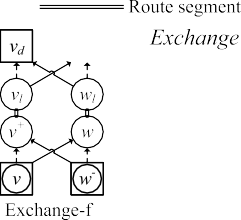 Route segment
Exchange
v_d
v_l w_l
v^+ w
v w^-
Exchange-f